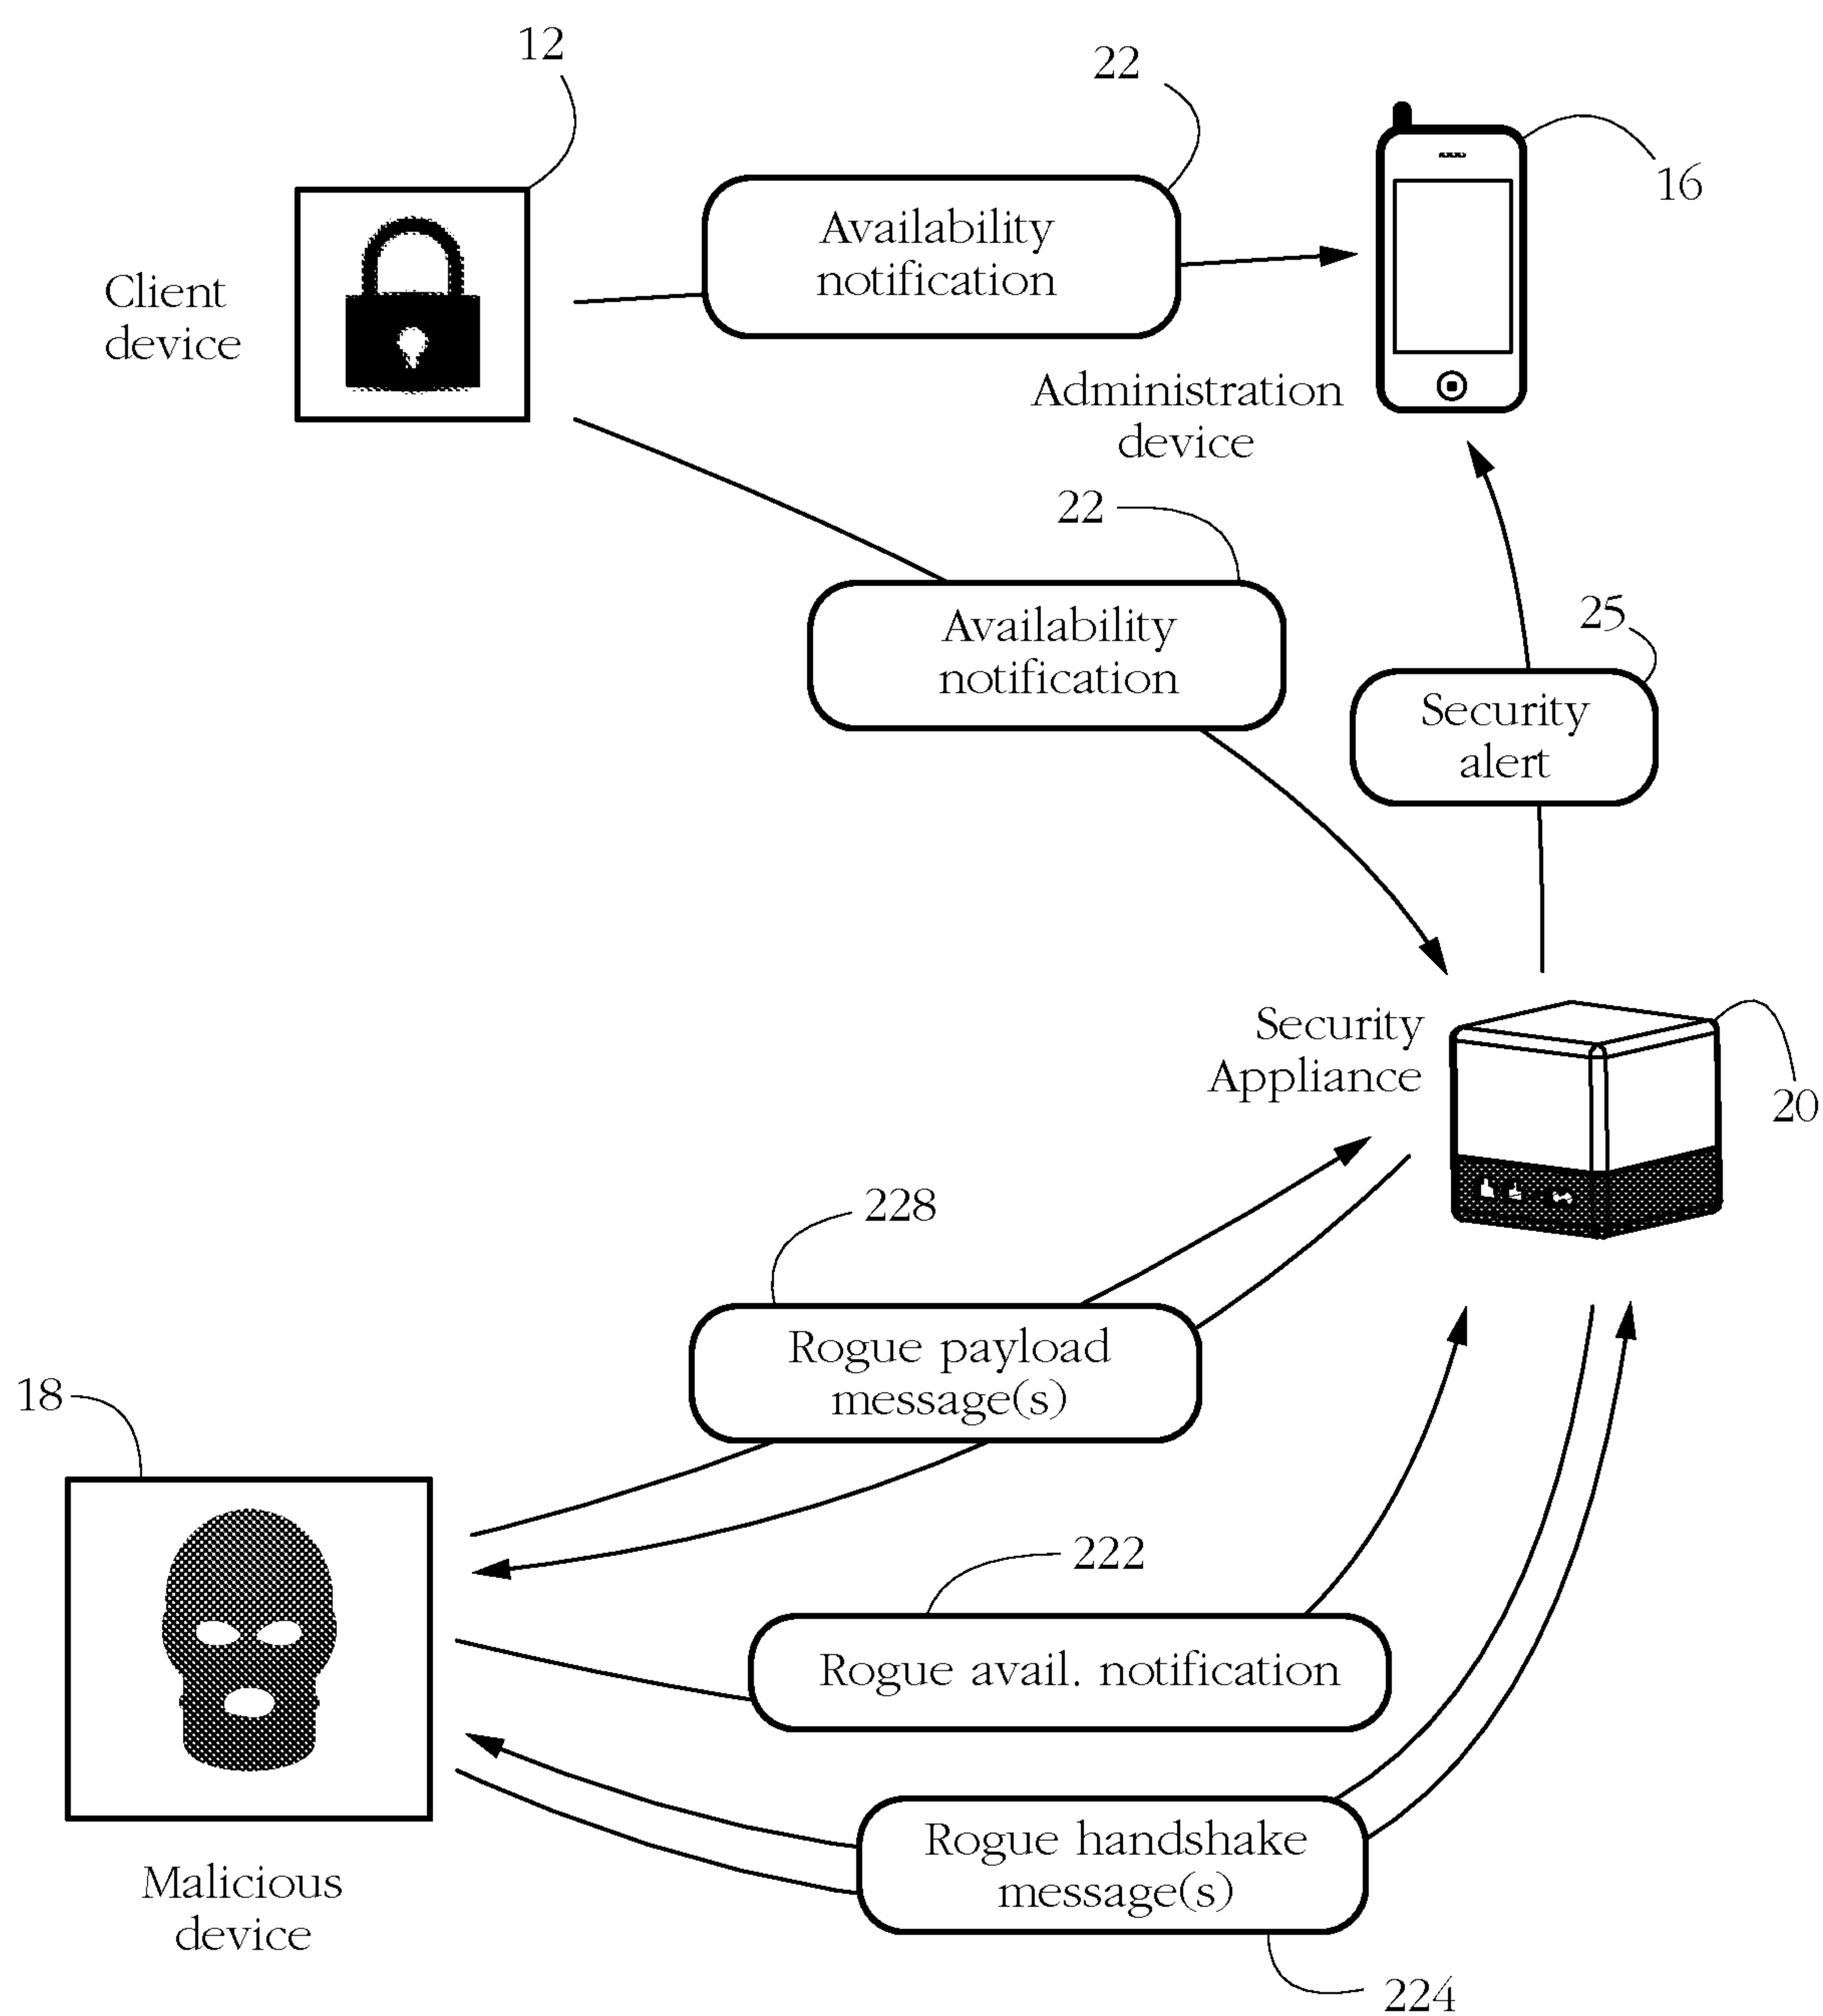 12
22
16
Client
device
Availability
notification
Administration
device
22
Availability
notification
25
Security
alert
Security
Appliance
20
228
Rogue payload
message(s)
18
222
Rogue avail. notification
Malicious
device
Rogue handshake
message(s)
224